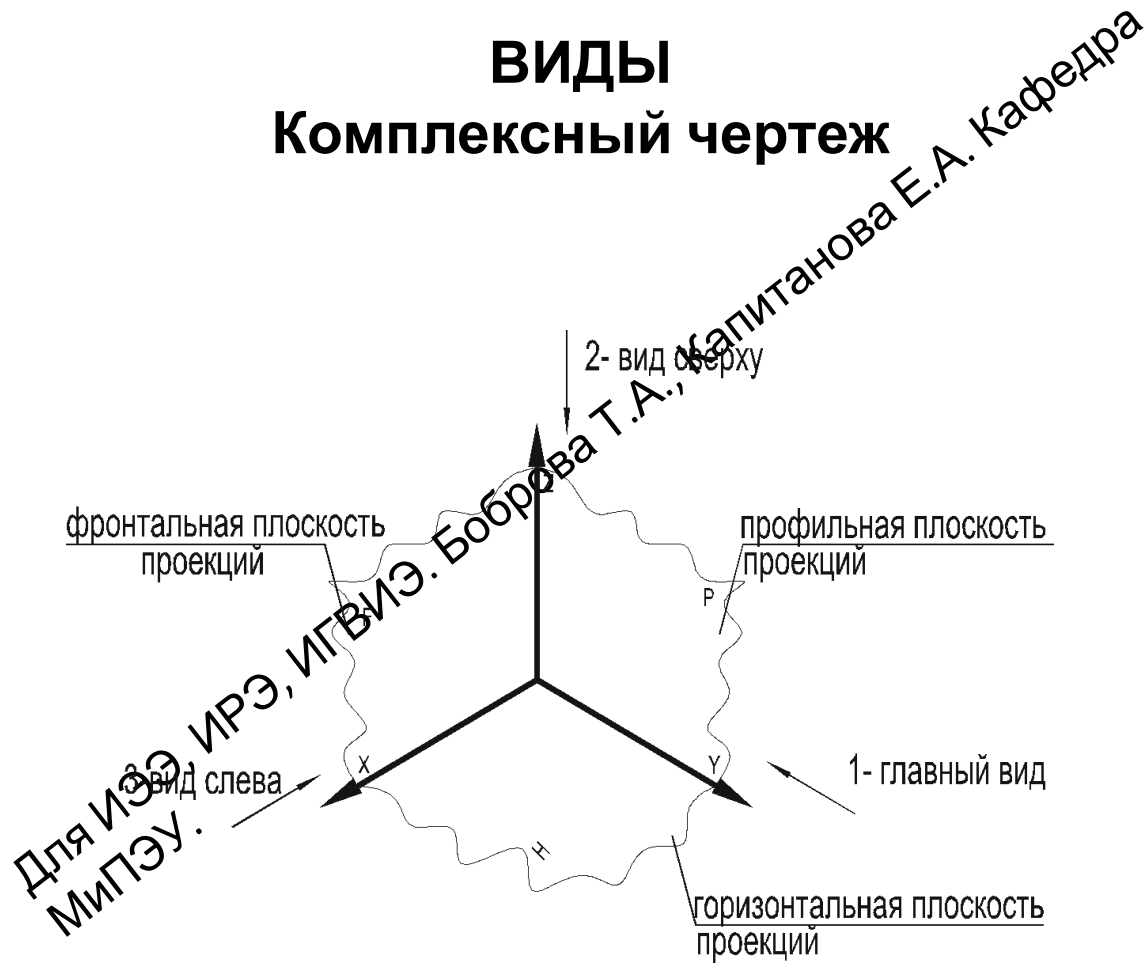 ВИДЫ
Комплексный чертеж
Для ИЭЭ, ИРЭ, ИГВИЭ. Боброва Т.А., Капитанова Е.А. Кафедра
МиПЭУ.
2- вид сверху
Z
фронтальная плоскость
проекций
профильная плоскость
проекций
F
P
X
Y
3-вид слева
1- главный вид
H
горизонтальная плоскость
проекций